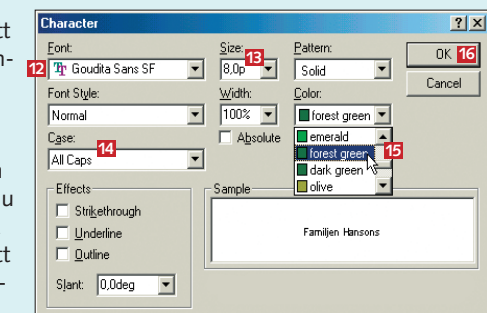 tt
n-
n
u
tt
-
Character
Font: Size: Pattern:
12 Goudita Sans SF 13 8,0p Solid OK 16
Cancel
Font Style: Width: Color:
Normal 100% forest green
Case: Absolute emerald
14 forest green 15
All Caps dark green
olive
Effects Sample
Strikethrough
Underline Familjen Hansons
Outline
Slant: 0,0deg